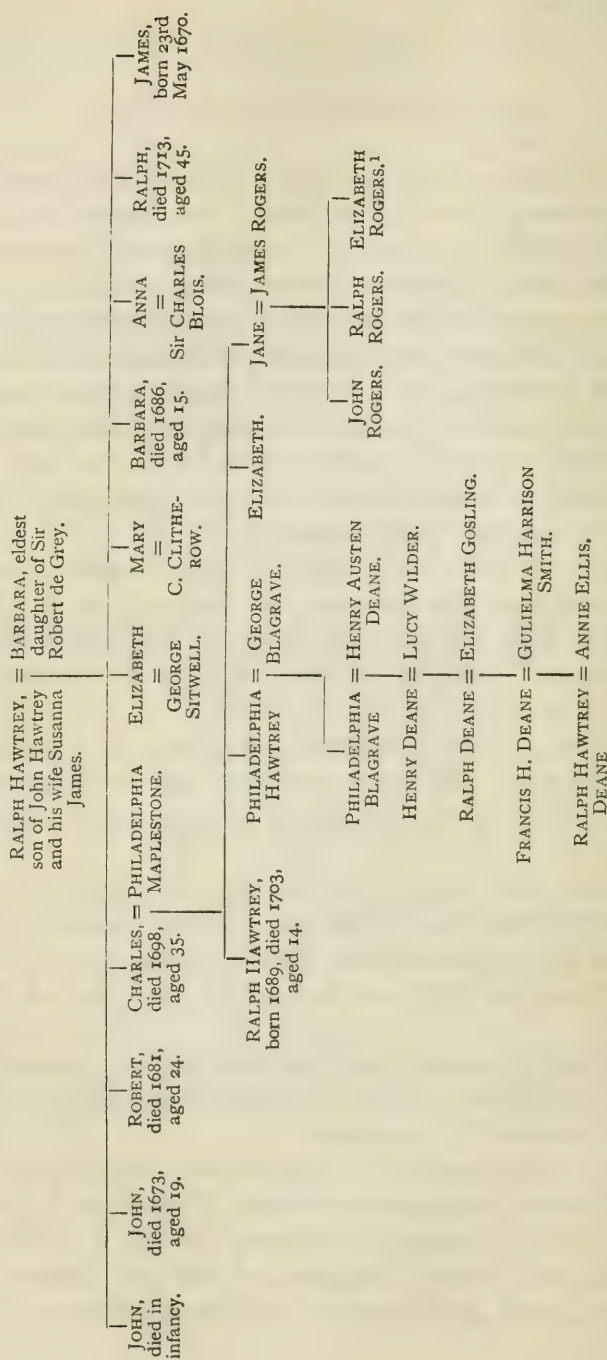 RALPH HAWTREY, = BARBARA, eldest
son of John Hawtrey daughter of Sir
and his wife Susanna Robert de Grey.
James.
JOHN,
died in
infancy.
JOHN,
died 1673,
aged 19.
ROBERT,
died 1681,
aged 24.
CHARLES, = PHILADELPHIA
died 1698, MAPLESTONE.
aged 35.
ELIZABETH
=
GEORGE
SITWELL.
MARY
=
C. CLITHE-
ROW.
BARBARA,
died 1686,
aged 15.
ANNA
=
Sir CHARLES
BLOIS.
RALPH,
died 1713,
aged 45.
JAMES,
born 23rd
May 1670.
RALPH HAWTREY,
born 1689, died 1703,
aged 14.
PHILADELPHIA = GEORGE
HAWTREY BLAGRAVE.
ELIZABETH.
JANE = JAMES ROGERS.
PHILADELPHIA = HENRY AUSTEN
BLAGRAVE DEANE.
JOHN
ROGERS.
RALPH
ROGERS.
ELIZABETH
ROGERS.¹
HENRY DEANE = LUCY WILDER.
RALPH DEANE = ELIZABETH GOSLING.
FRANCIS H. DEANE = GULIELMA HARRISON
SMITH.
RALPH HAWTREY = ANNIE ELLIS.
DEANE